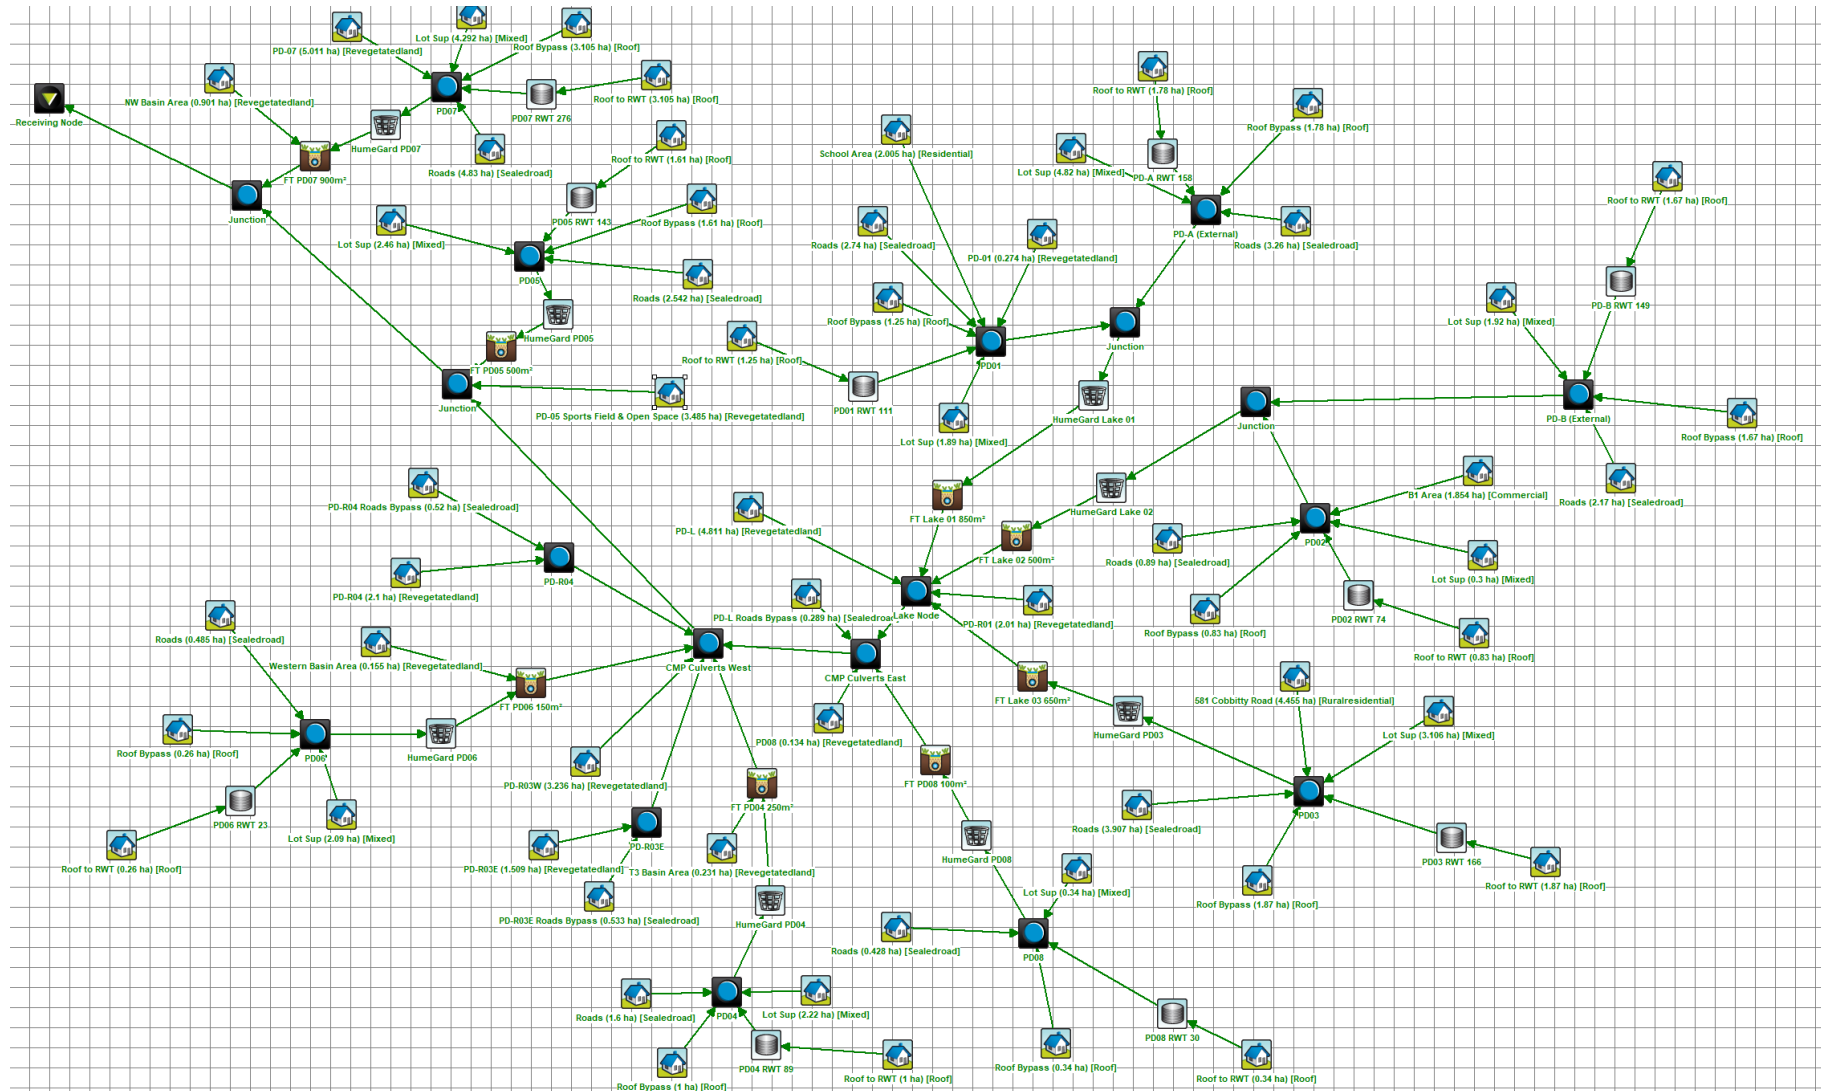 Lot Sup (4.292 ha) [Mixed]
PD-07 (5.011 ha) [Revegetatedland]
Roof Bypass (3.105 ha) [Roof]
Roof to RWT (3.105 ha) [Roof]
NW Basin Area (0.901 ha) [Revegetatedland]
PD07
PD07 RWT 276
Receiving Node
HumeGard PD07
Roads (4.83 ha) [Sealedroad]
FT PD07 900m²
Junction
Roof to RWT (1.61 ha) [Roof]
PD05 RWT 143
Roof Bypass (1.61 ha) [Roof]
Lot Sup (2.46 ha) [Mixed]
PD05
Roads (2.542 ha) [Sealedroad]
HumeGard PD05
FT PD05 500m²
Junction
PD-05 Sports Field & Open Space (3.485 ha) [Revegetatedland]
School Area (2.005 ha) [Residential]
Roads (2.74 ha) [Sealedroad]
PD-01 (0.274 ha) [Revegetatedland]
Roof Bypass (1.25 ha) [Roof]
Roof to RWT (1.25 ha) [Roof]
PD01
PD01 RWT 111
Lot Sup (1.89 ha) [Mixed]
Roof to RWT (1.78 ha) [Roof]
Roof Bypass (1.78 ha) [Roof]
Lot Sup (4.82 ha) [Mixed]
PD-A RWT 158
PD-A (External)
Roads (3.26 ha) [Sealedroad]
Junction
HumeGard Lake 01
Roof to RWT (1.67 ha) [Roof]
PD-B RWT 149
Lot Sup (1.92 ha) [Mixed]
PD-B (External)
Roof Bypass (1.67 ha) [Roof]
Roads (2.17 ha) [Sealedroad]
Junction
B1 Area (1.854 ha) [Commercial]
HumeGard Lake 02
PD02
Roads (0.89 ha) [Sealedroad]
Lot Sup (0.3 ha) [Mixed]
Roof Bypass (0.83 ha) [Roof]
PD02 RWT 74
Roof to RWT (0.83 ha) [Roof]
PD-R04 Roads Bypass (0.52 ha) [Sealedroad]
PD-L (4.811 ha) [Revegetatedland]
FT Lake 01 850m²
FT Lake 02 500m²
PD-R04
PD-R04 (2.1 ha) [Revegetatedland]
PD-L Roads Bypass (0.289 ha) [Sealedroad]
Lake Node
PD-R01 (2.01 ha) [Revegetatedland]
Roads (0.485 ha) [Sealedroad]
Western Basin Area (0.155 ha) [Revegetatedland]
CMP Culverts West
CMP Culverts East
FT PD06 150m²
FT Lake 03 650m²
581 Cobbitty Road (4.455 ha) [Ruralresidential]
Lot Sup (3.106 ha) [Mixed]
HumeGard PD03
PD08 (0.134 ha) [Revegetatedland]
Roof Bypass (0.26 ha) [Roof]
PD06
HumeGard PD06
PD-R03W (3.236 ha) [Revegetatedland]
FT PD08 100m²
FT PD04 250m²
PD06 RWT 23
Lot Sup (2.09 ha) [Mixed]
Roof to RWT (0.26 ha) [Roof]
PD-R03E
PD-R03E (1.509 ha) [Revegetatedland]
T3 Basin Area (0.231 ha) [Revegetatedland]
Roads (3.907 ha) [Sealedroad]
PD03
PD03 RWT 166
Roof to RWT (1.87 ha) [Roof]
Roof Bypass (1.87 ha) [Roof]
HumeGard PD08
Lot Sup (0.34 ha) [Mixed]
PD-R03E Roads Bypass (0.533 ha) [Sealedroad]
HumeGard PD04
Roads (0.428 ha) [Sealedroad]
PD08
Roads (1.6 ha) [Sealedroad]
PD04
Lot Sup (2.22 ha) [Mixed]
PD08 RWT 30
PD04 RWT 89
Roof Bypass (1 ha) [Roof]
Roof to RWT (1 ha) [Roof]
Roof Bypass (0.34 ha) [Roof]
Roof to RWT (0.34 ha) [Roof]